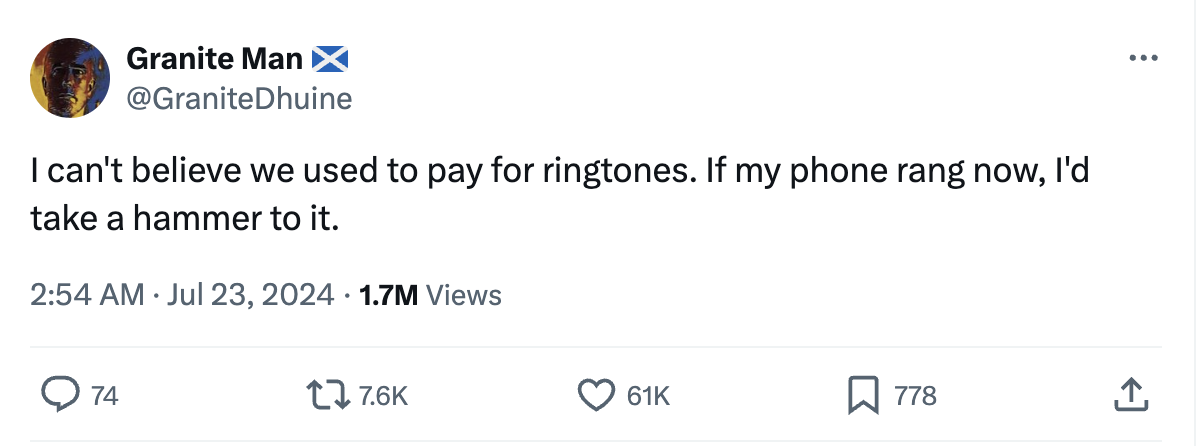 Granite Man 🏴󠁧󠁢󠁳󠁣󠁴󠁿
@GraniteDhuine
I can't believe we used to pay for ringtones. If my phone rang now, I'd
take a hammer to it.
2:54 AM · Jul 23, 2024 · 1.7M Views
74 7.6K 61K 778